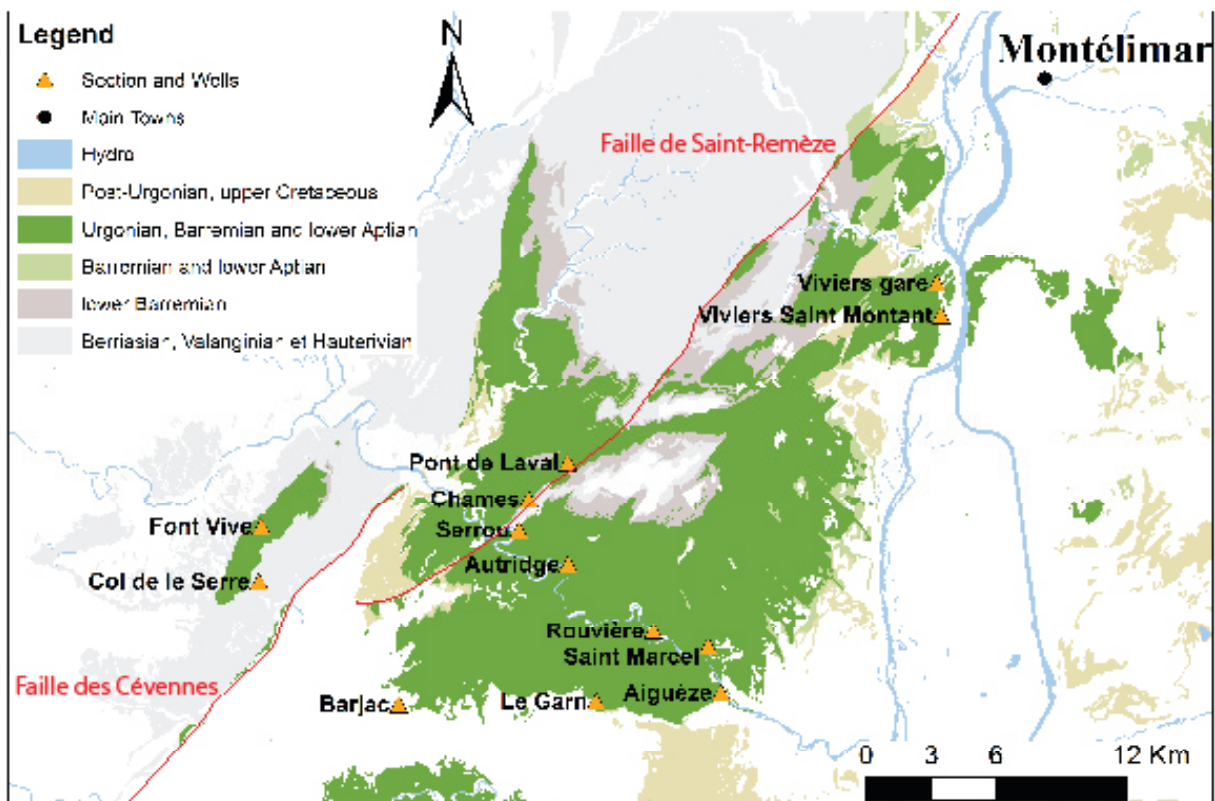 Legend
Section and Wells
Main Towns
Hydro
Post-Urgonian, upper Cretaceous
Urgonian, Barremian and lower Aptian
Barremian and lower Aptian
lower Barremian
Berriasian, Valanginian et Hauterivian
N
Montélimar
Faille de Saint-Remèze
Viviers gare
Viviers Saint Montant
Pont de Laval
Chames
Serrou
Font Vive
Autridge
Col de le Serre
Rouvière
Saint Marcel
Faille des Cévennes
Barjac
Le Garn
Aiguèze
0 3 6 12 Km